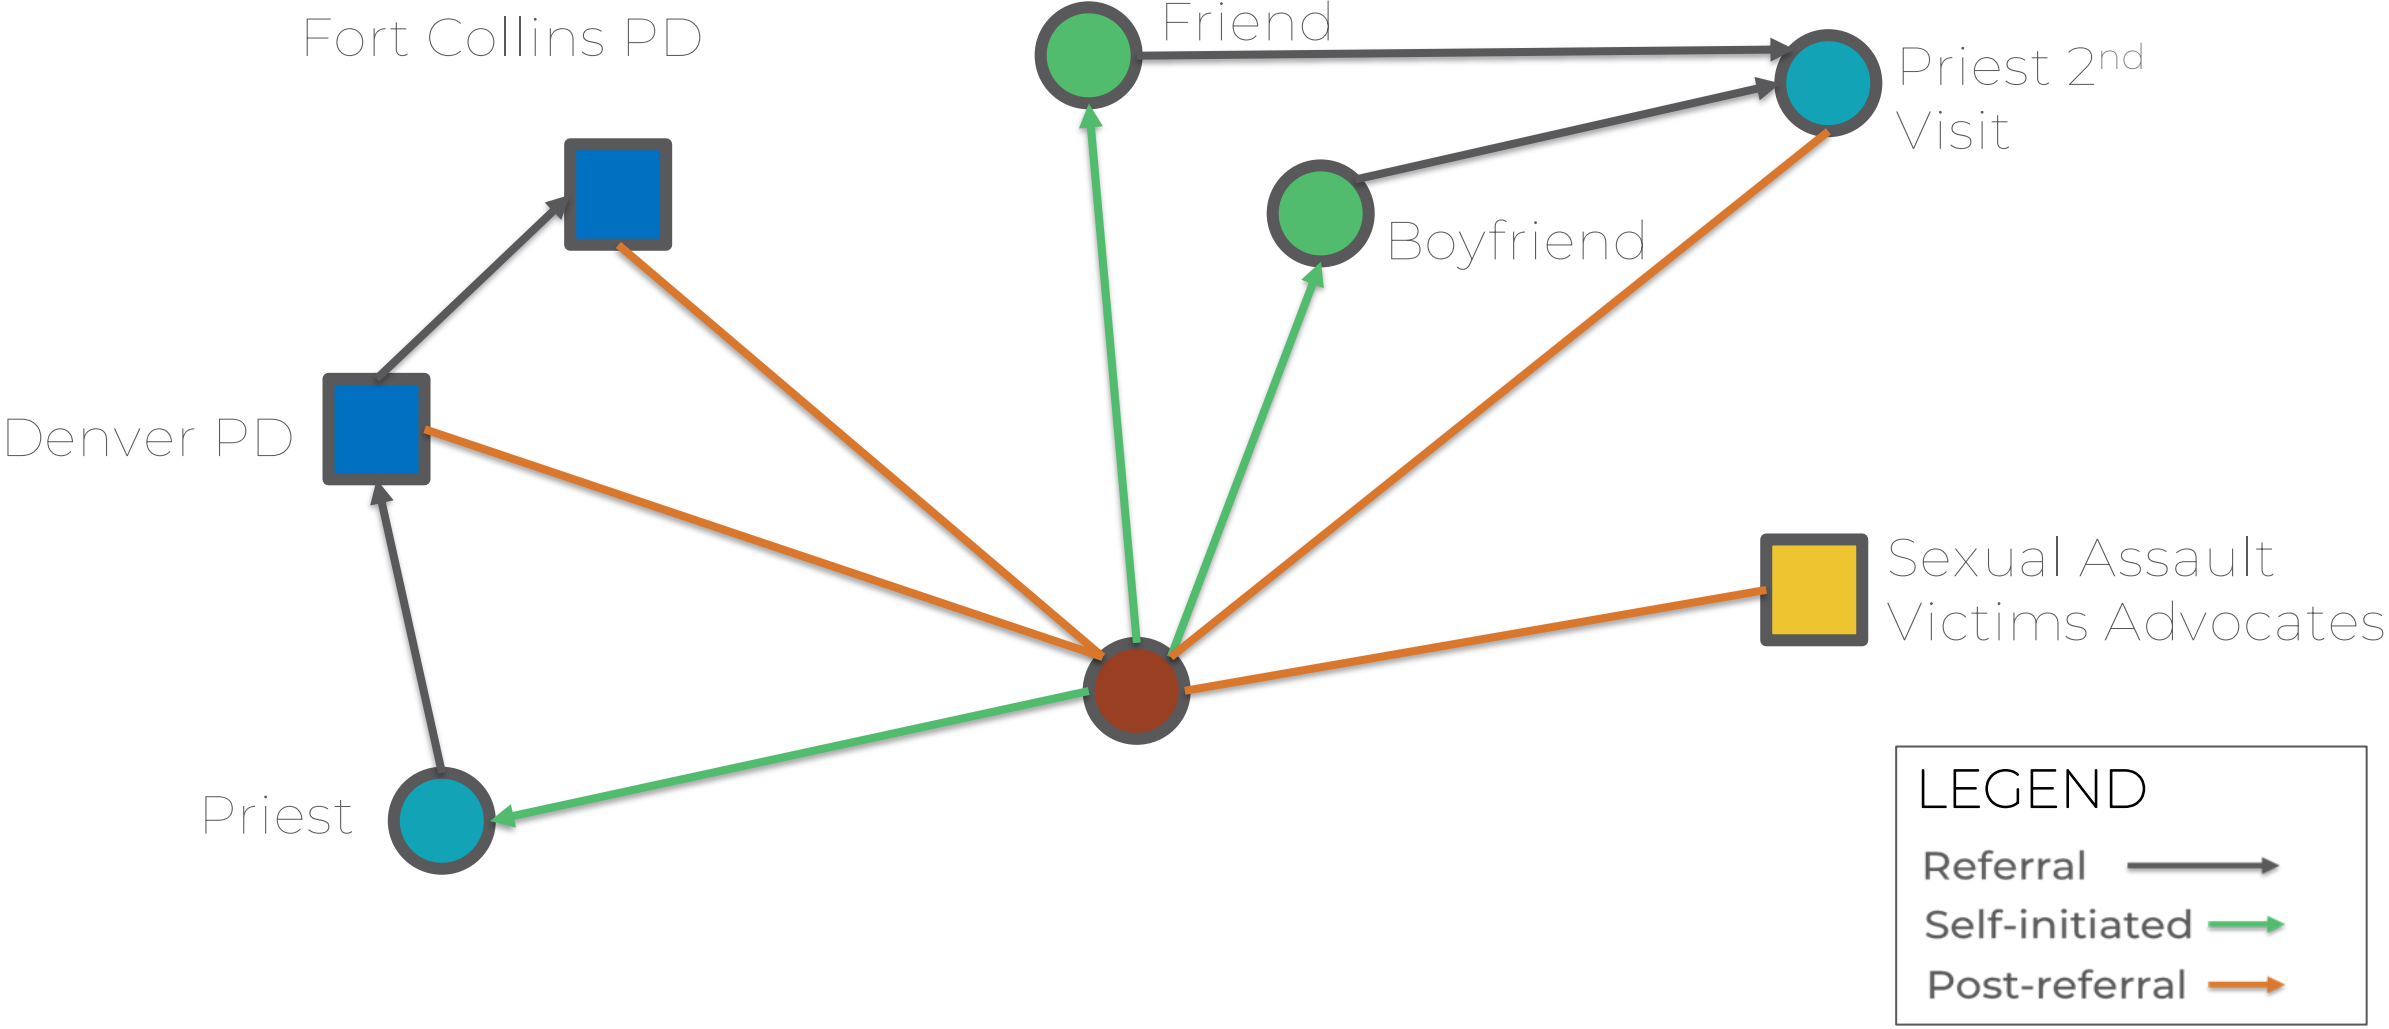 Fort Collins PD
Friend
Priest 2nd
Visit
Boyfriend
Denver PD
Sexual Assault
Victims Advocates
Priest
LEGEND
Referral
Self-initiated
Post-referral